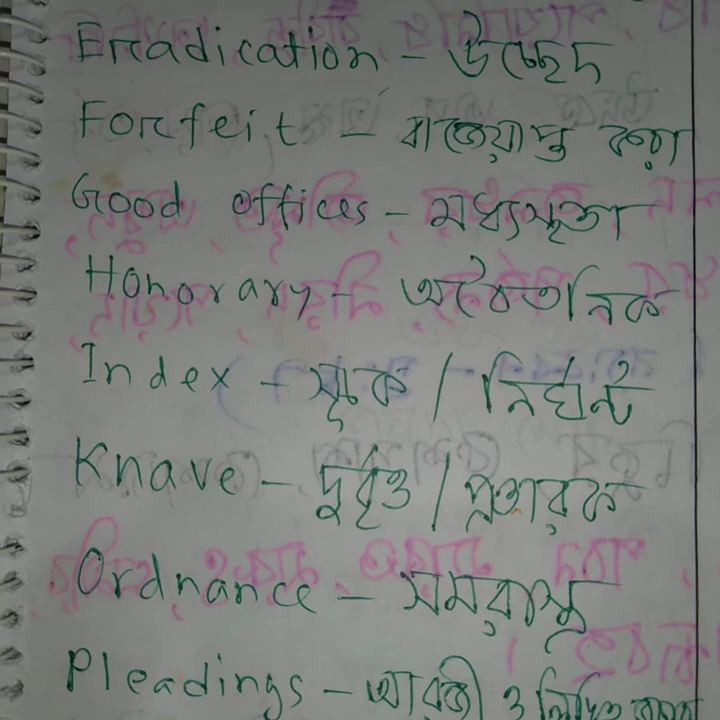 Erradication - উচ্ছেদ
Forfeit - বাজেয়াপ্ত করা
Good offices - মধ্যস্থতা
Honorary - অবৈতনিক
Index - সূচক / নির্ঘন্ট
Knave - দুর্বৃত্ত / প্রতারক
Ordnance - সমরাস্ত্র
Pleadings - আরজী ও লিখিত